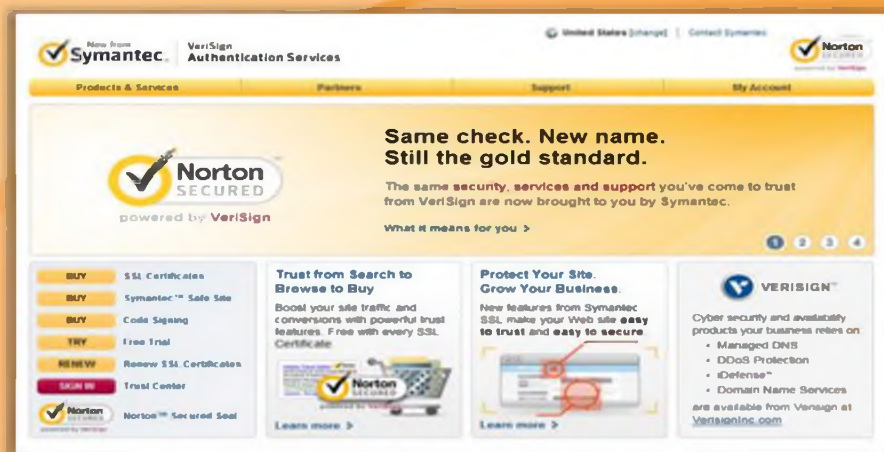 Now from
Symantec
VeriSign
Authentication Services
United States [change] | Contact Symantec
Norton
SECURED
powered by VeriSign
Products & Services
Partners
Support
My Account
Norton
SECURED
powered by VeriSign
Same check. New name.
Still the gold standard.
The same security, services and support you've come to trust
from VeriSign are now brought to you by Symantec.
What it means for you >
1 2 3 4
BUY SSL Certificates
BUY Symantec™ Safe Site
BUY Code Signing
TRY Free Trial
RENEW Renew SSL Certificates
SIGN IN Trust Center
Norton
SECURED
powered by VeriSign
Norton™ Secured Seal
Trust from Search to
Browse to Buy
Boost your site traffic and
conversions with powerful trust
features. Free with every SSL
Certificate
Norton
SECURED
powered by VeriSign
Learn more >
Protect Your Site.
Grow Your Business.
New features from Symantec
SSL make your Web site easy
to trust and easy to secure.
Learn more >
VERISIGN™
Cyber security and availability
products your business relies on
• Managed DNS
• DDoS Protection
• iDefense™
• Domain Name Services
are available from Verisign at
VerisignInc.com